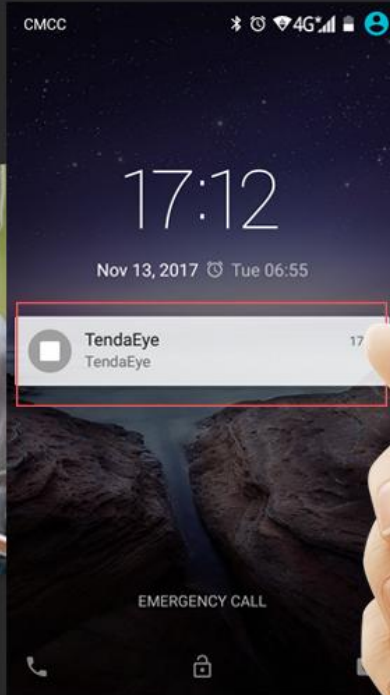 CMCC 4G
17:12
Nov 13, 2017 Tue 06:55
TendaEye 17
TendaEye
EMERGENCY CALL